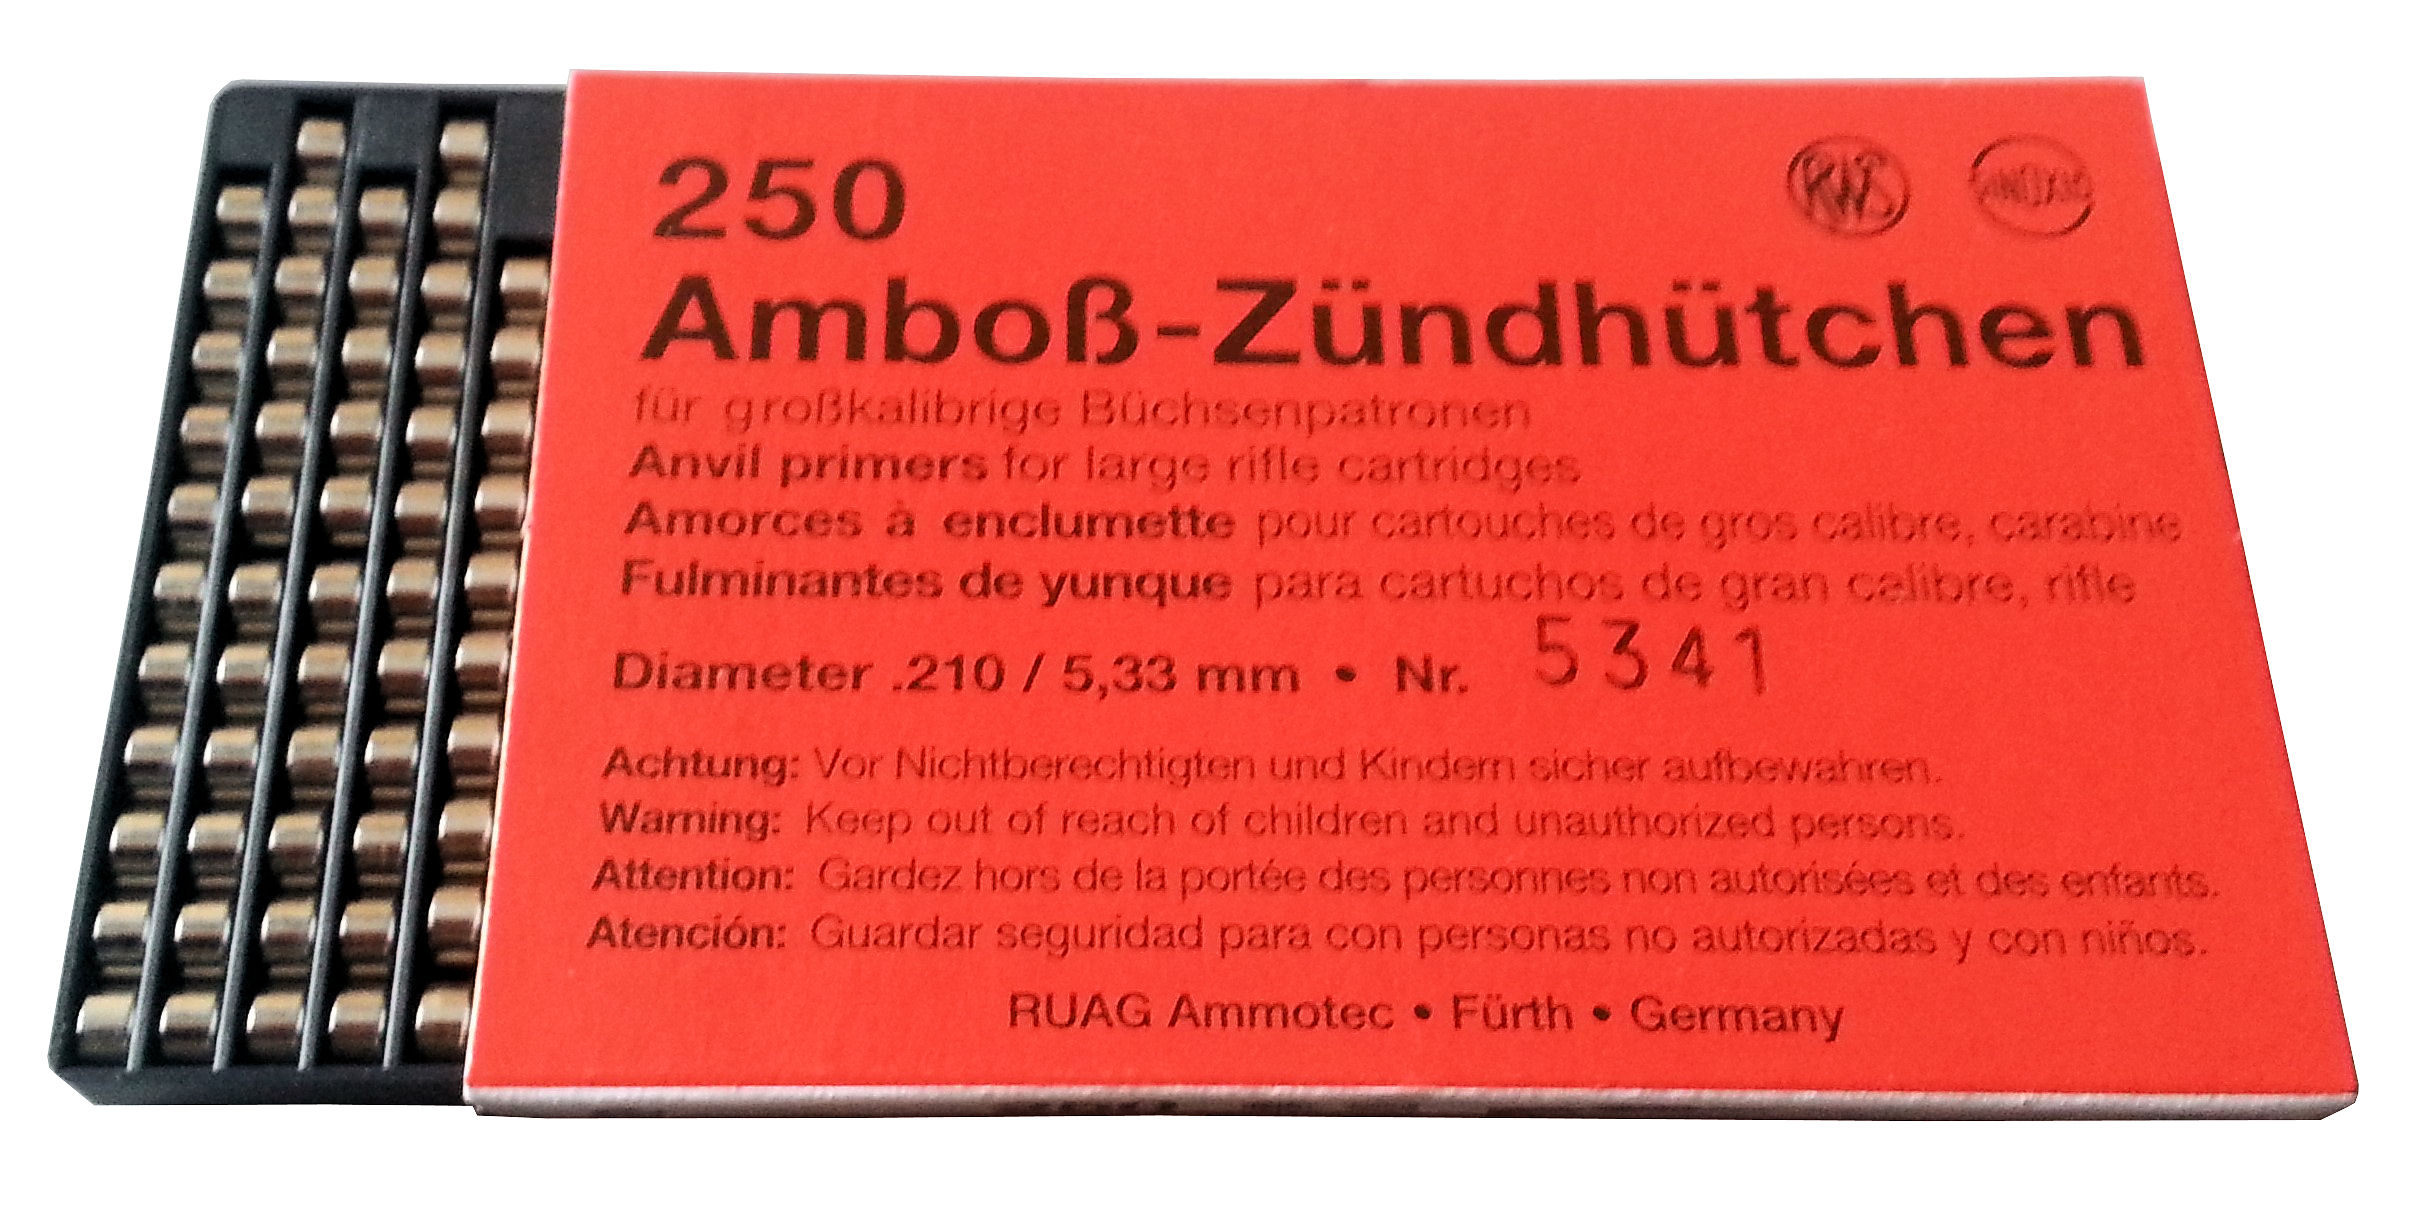 250
RWS SINOXID
Amboß-Zündhütchen
für großkalibrige Büchsenpatronen
Anvil primers for large rifle cartridges
Amorces à enclumette pour cartouches de gros calibre, carabine
Fulminantes de yunque para cartuchos de gran calibre, rifle
Diameter .210 / 5,33 mm • Nr. 5341
Achtung: Vor Nichtberechtigten und Kindern sicher aufbewahren.
Warning: Keep out of reach of children and unauthorized persons.
Attention: Gardez hors de la portée des personnes non autorisées et des enfants.
Atención: Guardar seguridad para con personas no autorizadas y con niños.
RUAG Ammotec • Fürth • Germany